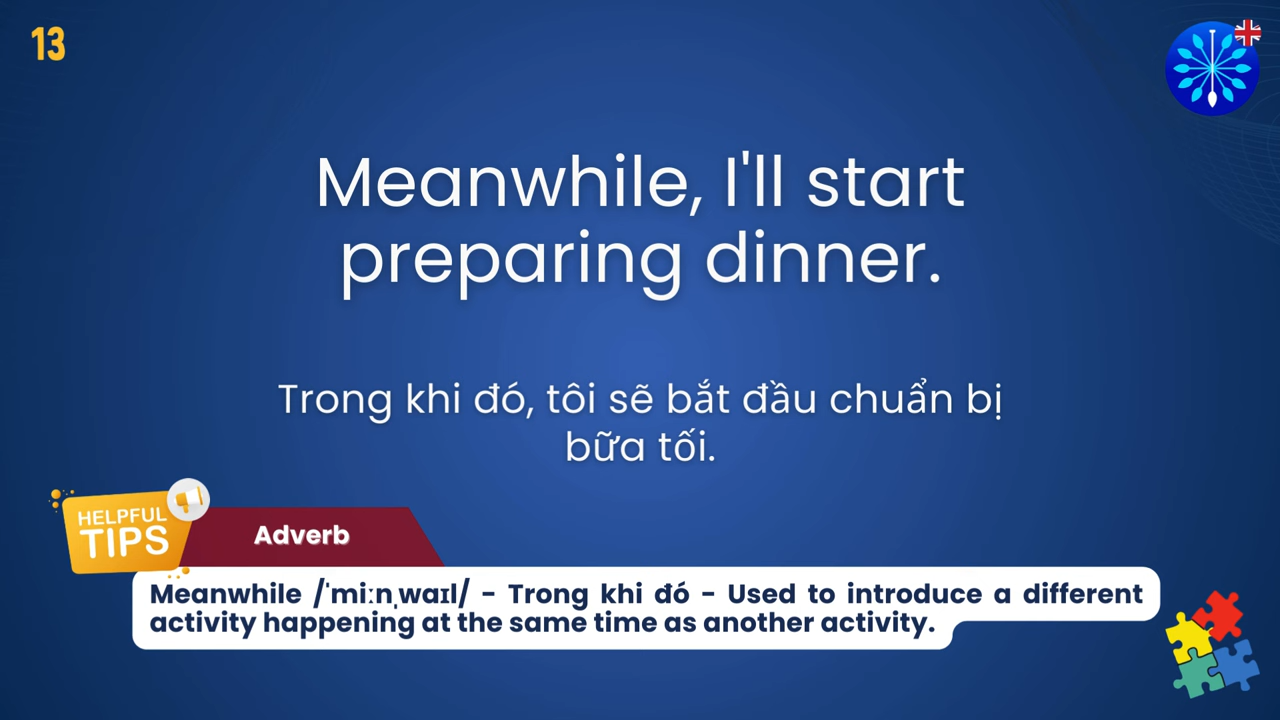 13
Meanwhile, I'll start
preparing dinner.
Trong khi đó, tôi sẽ bắt đầu chuẩn bị
bữa tối.
HELPFUL
TIPS
Adverb
Meanwhile /ˈmiːnˌwaɪl/ - Trong khi đó - Used to introduce a different
activity happening at the same time as another activity.